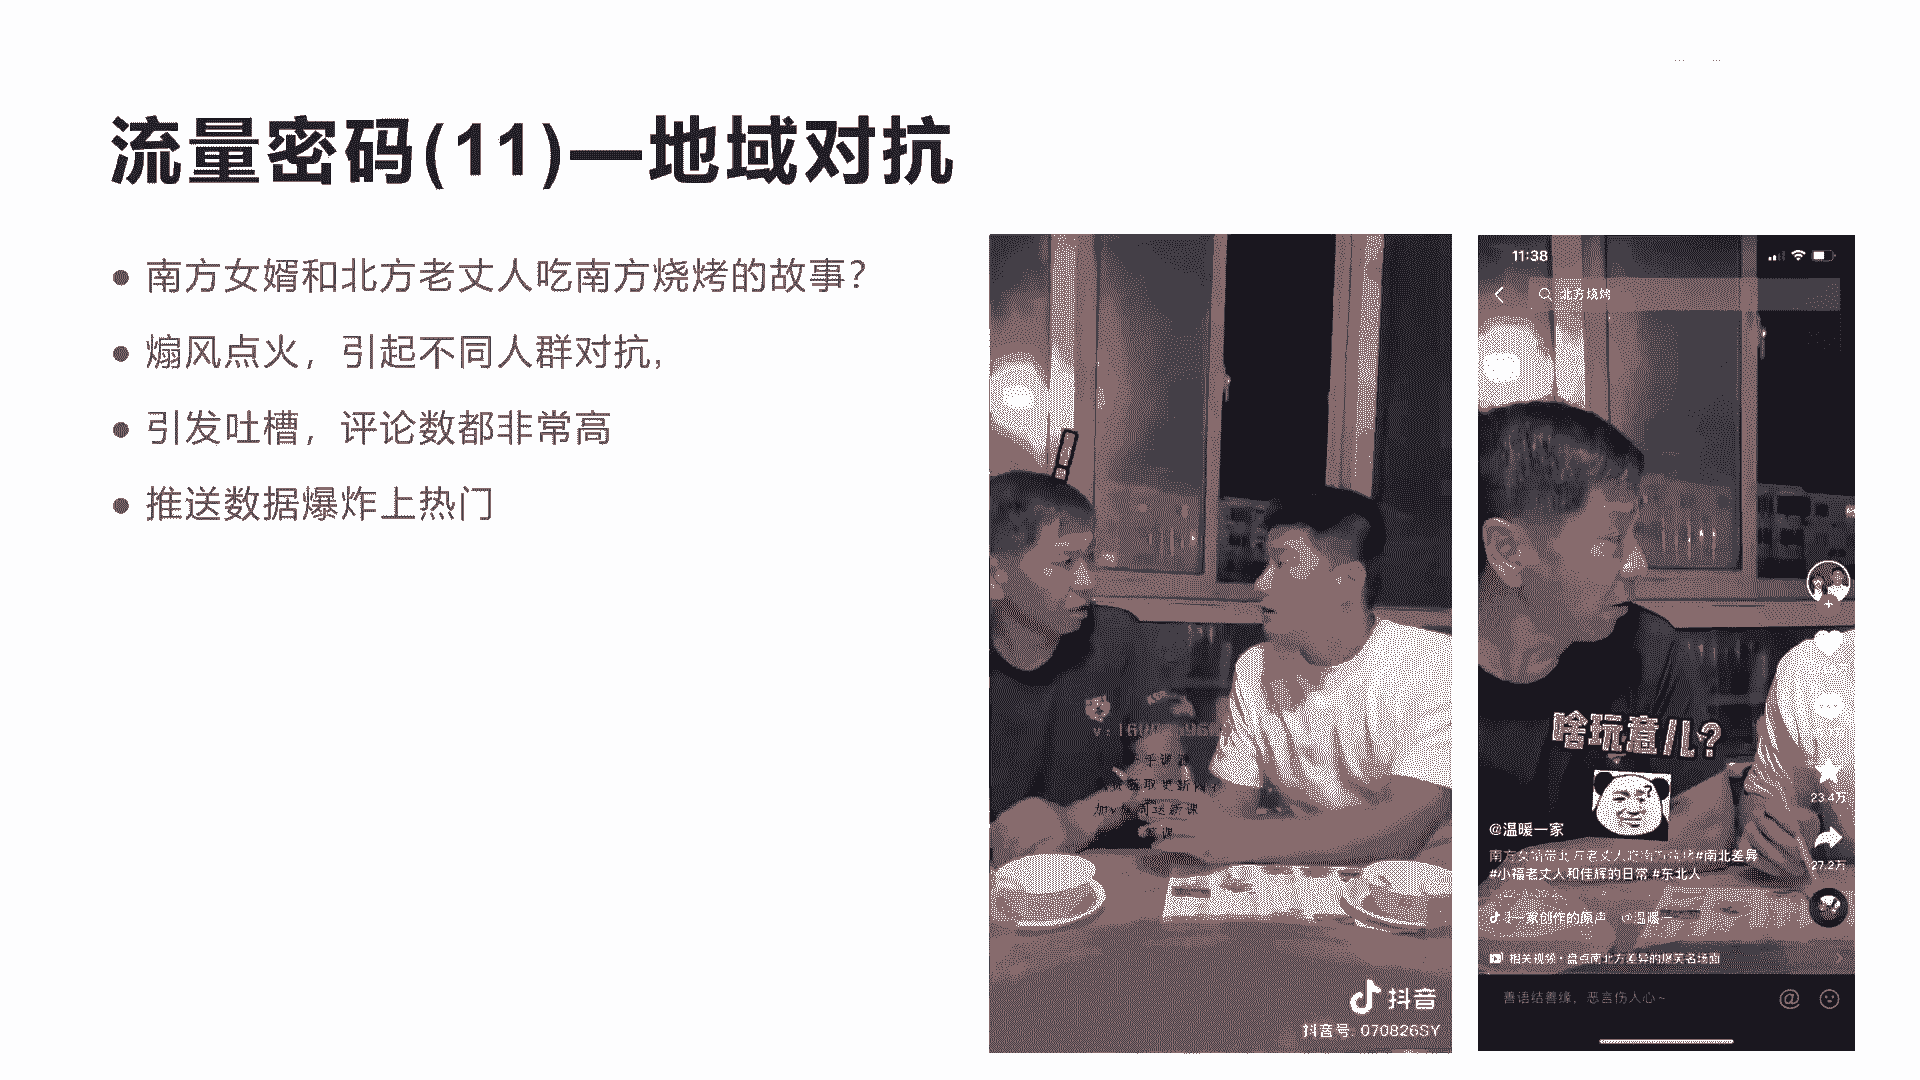 流量密码(11)—地域对抗
● 南方女婿和北方老丈人吃南方烧烤的故事?
● 煽风点火，引起不同人群对抗，
● 引发吐槽，评论数都非常高
● 推送数据爆炸上热门
抖音
抖音号: 070826SY
11:38
北方烧烤
啥玩意儿?
23.4万
@温暖一家
南方女婿带北方老丈人吃南方烧烤#南北差异
27.2万
#小福老丈人和佳辉的日常 #东北人
一家创作的原声 @温暖一
相关视频·盘点南北方差异的爆笑名场面
善语结善缘，恶言伤人心~